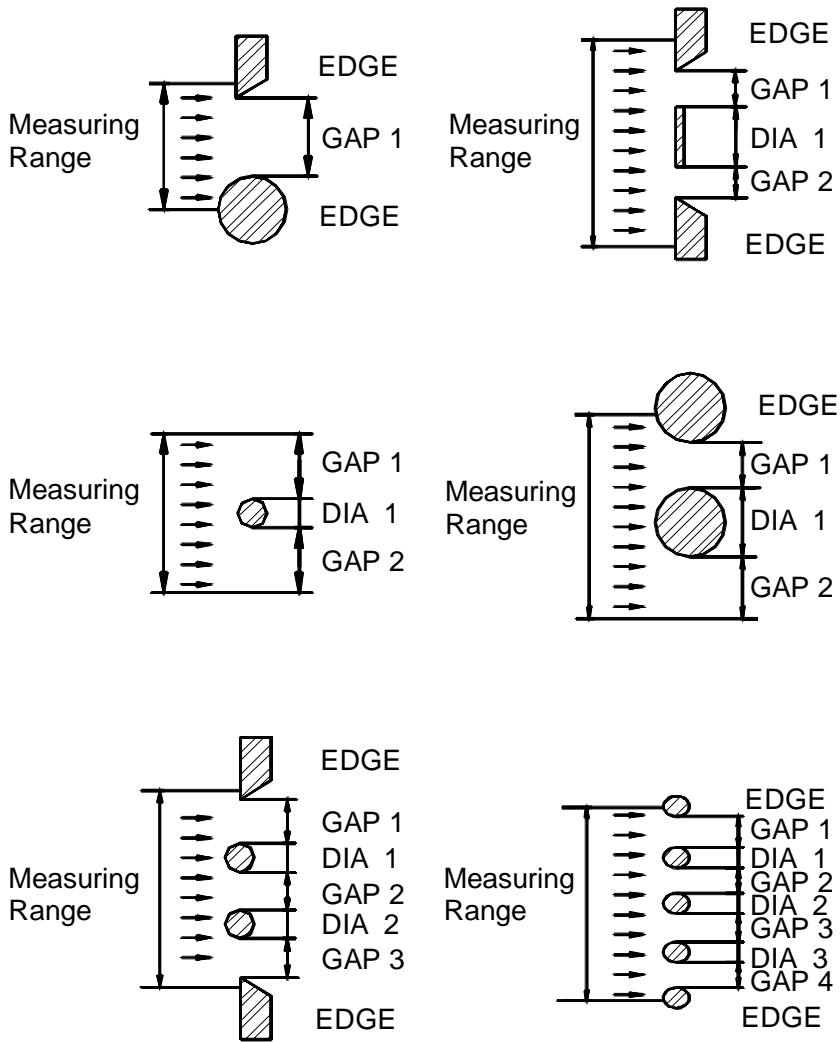 EDGE
Measuring
Range
GAP 1
EDGE
EDGE
Measuring
Range
GAP 1
DIA 1
GAP 2
EDGE
Measuring
Range
GAP 1
DIA 1
GAP 2
EDGE
Measuring
Range
GAP 1
DIA 1
GAP 2
EDGE
Measuring
Range
GAP 1
DIA 1
GAP 2
DIA 2
GAP 3
EDGE
EDGE
Measuring
Range
GAP 1
DIA 1
GAP 2
DIA 2
GAP 3
DIA 3
GAP 4
EDGE